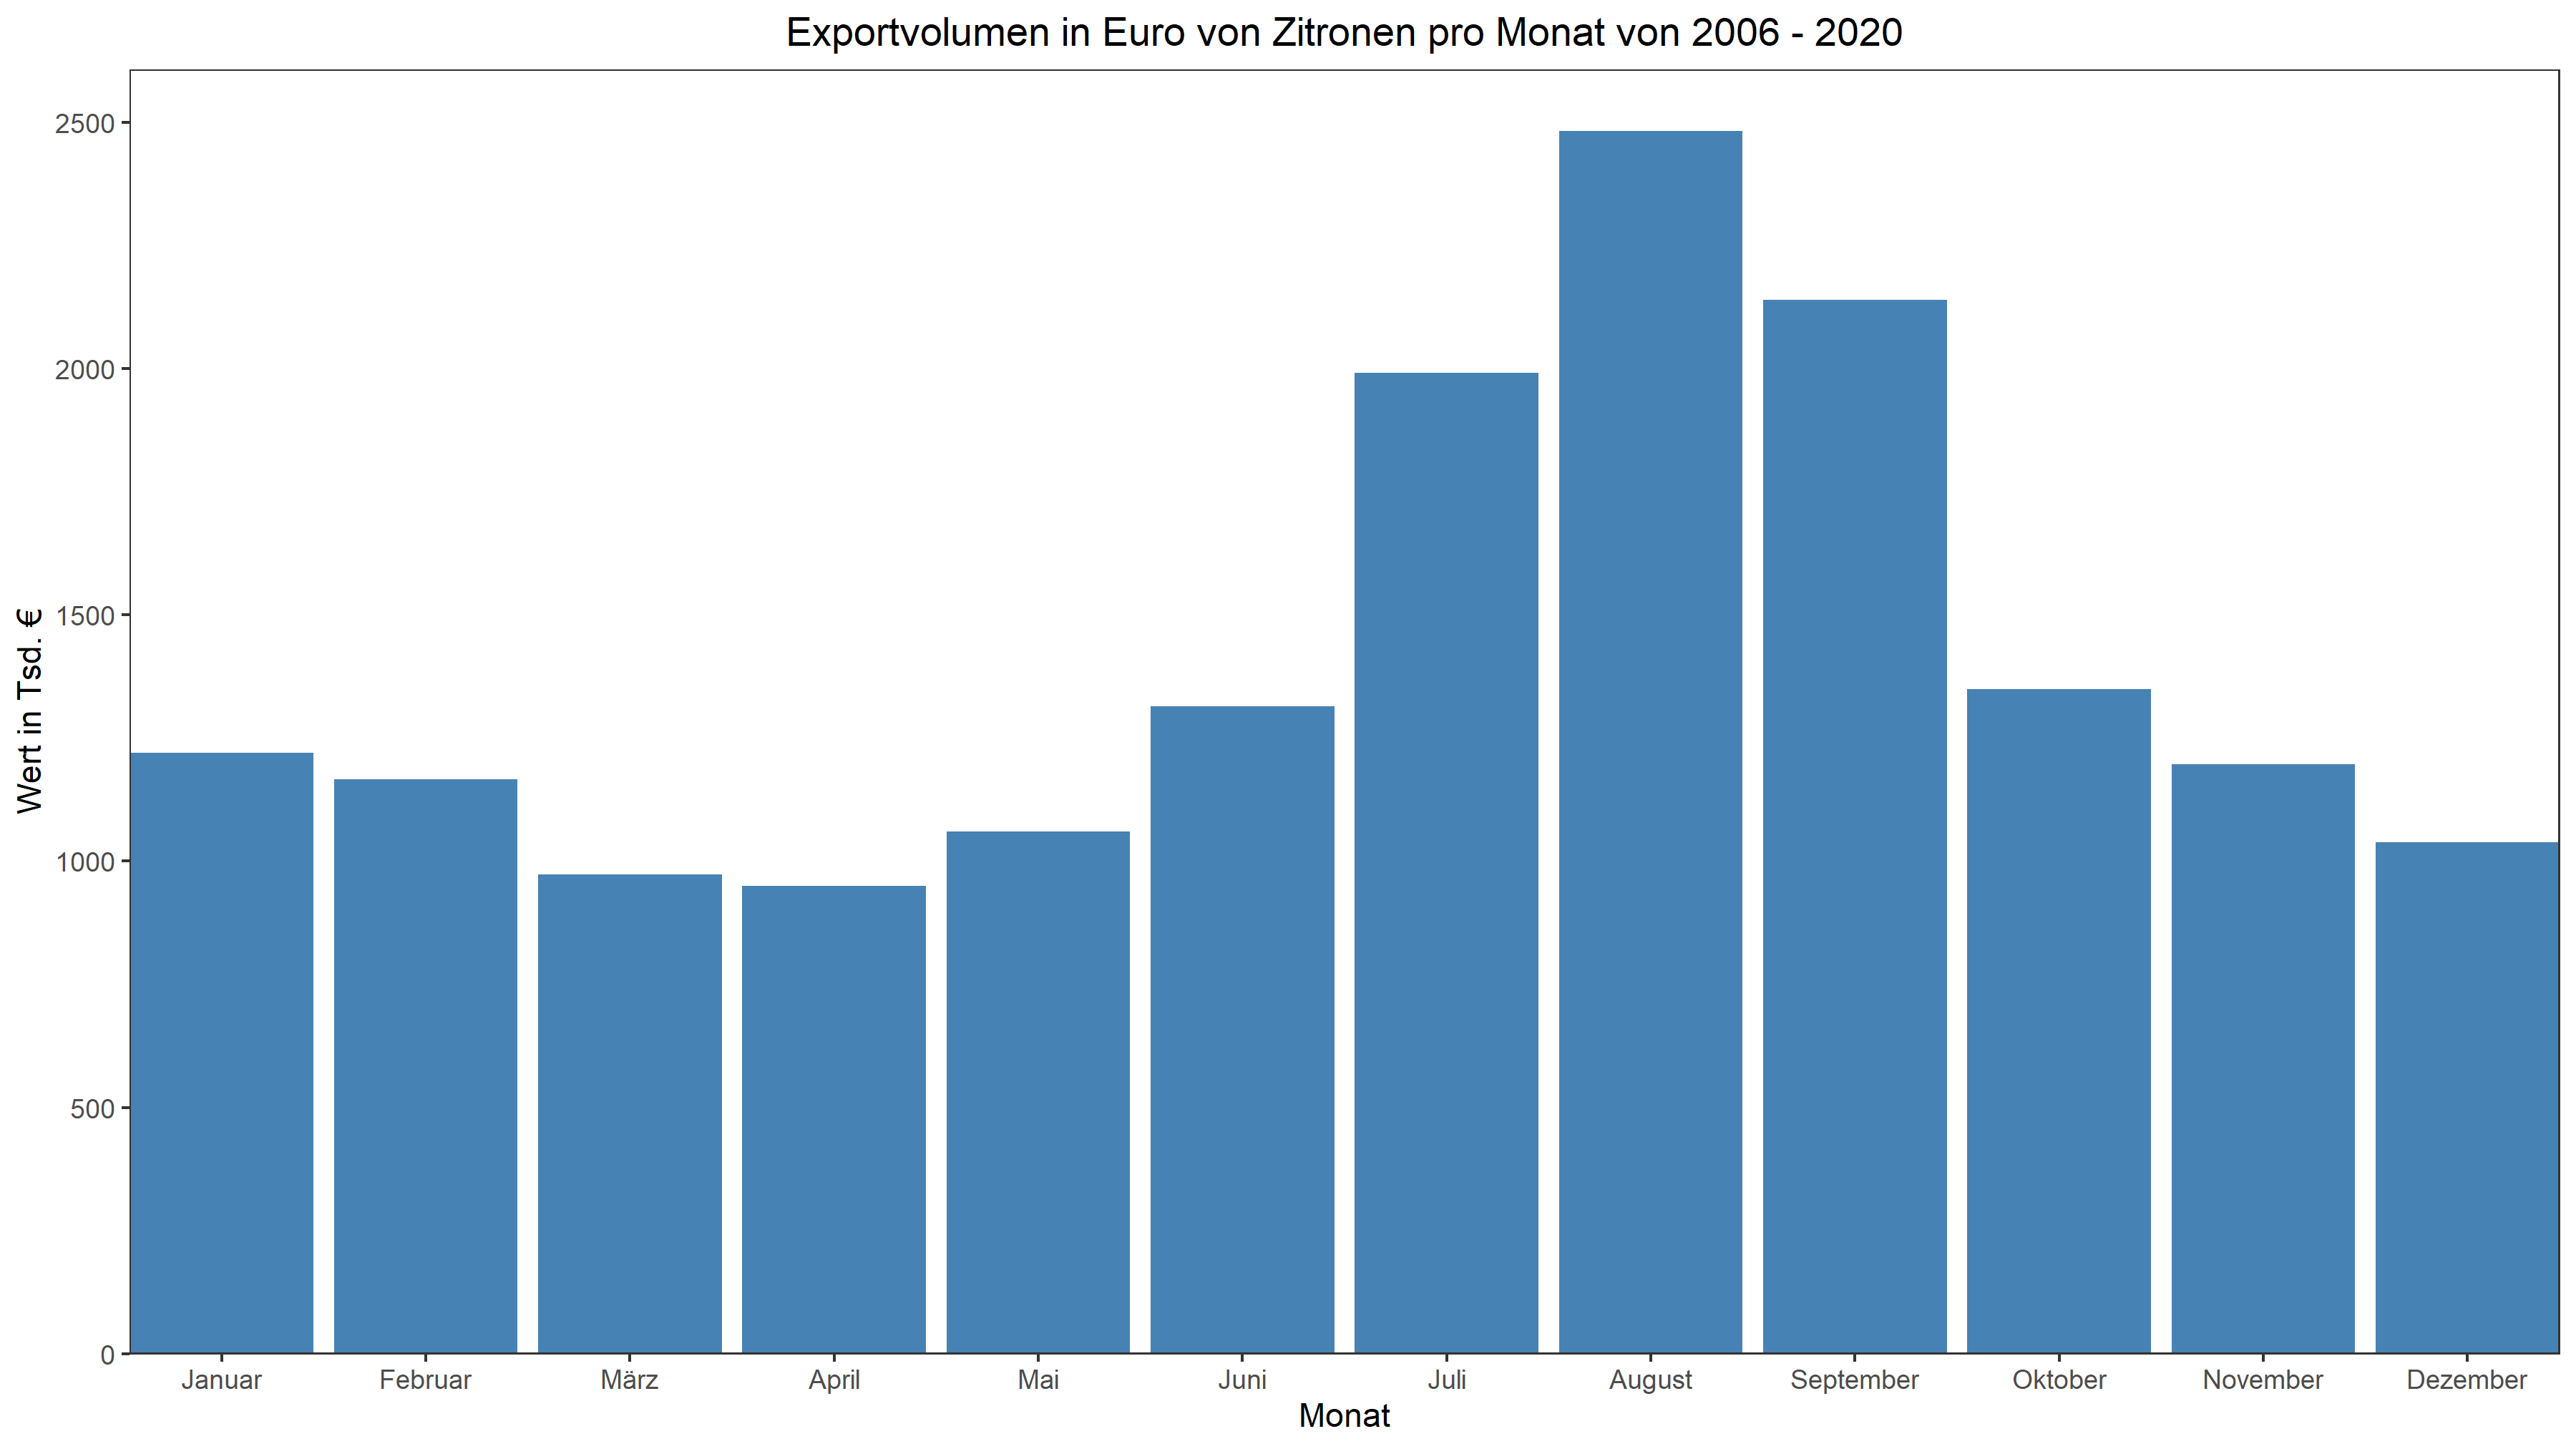 Exportvolumen in Euro von Zitronen pro Monat von 2006 - 2020
Wert in Tsd. €
2500
2000
1500
1000
500
0
Januar Februar März April Mai Juni Juli August September Oktober November Dezember
Monat